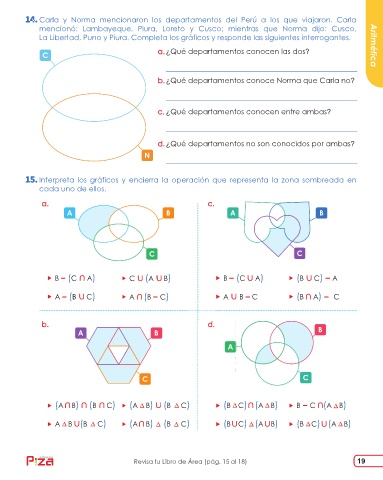 14. Carla y Norma mencionaron los departamentos del Perú a los que viajaron. Carla
mencionó: Lambayeque, Piura, Loreto y Cusco; mientras que Norma dijo: Cusco,
La Libertad, Puno y Piura. Completa los gráficos y responde las siguientes interrogantes.
Aritmética
C
N
a. ¿Qué departamentos conocen las dos?
b. ¿Qué departamentos conoce Norma que Carla no?
c. ¿Qué departamentos conocen entre ambas?
d. ¿Qué departamentos no son conocidos por ambas?
15. Interpreta los gráficos y encierra la operación que representa la zona sombreada en
cada uno de ellos.
a.
A B
C
▸ B – (C ∩ A) ▸ C ∪ (A ∪ B)
▸ A – (B ∪ C) ▸ A ∩ (B – C)
c.
A B
C
▸ B – (C ∪ A) ▸ (B ∪ C) – A
▸ A ∪ B – C ▸ (B ∩ A) – C
b.
A B
C
▸ (A∩B) ∪ (B ∩ C) ▸ (A △ B) ∪ (B △ C)
▸ A △ B ∪ (B △ C) ▸ (A∩B) △ (B △ C)
d.
B
A
C
▸ (B △ C) ∩ (A △ B) ▸ B – C ∩ (A △ B)
▸ (B∪C) △ (A∪B) ▸ (B △ C) ∪ (A △ B)
Piza
Revisa tu Libro de Área (pág. 15 al 18)
19